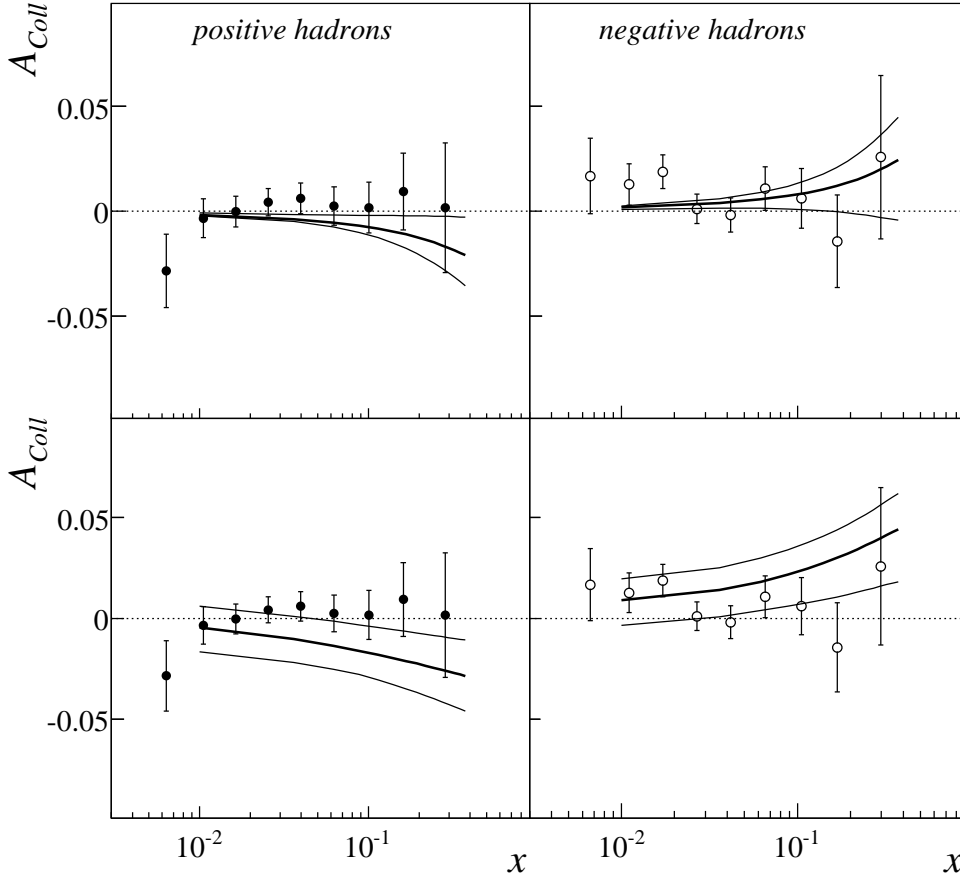 positive hadrons
negative hadrons
A_Coll
0.05
0
-0.05
A_Coll
0.05
0
-0.05
10^-2
10^-1
x
10^-2
10^-1
x